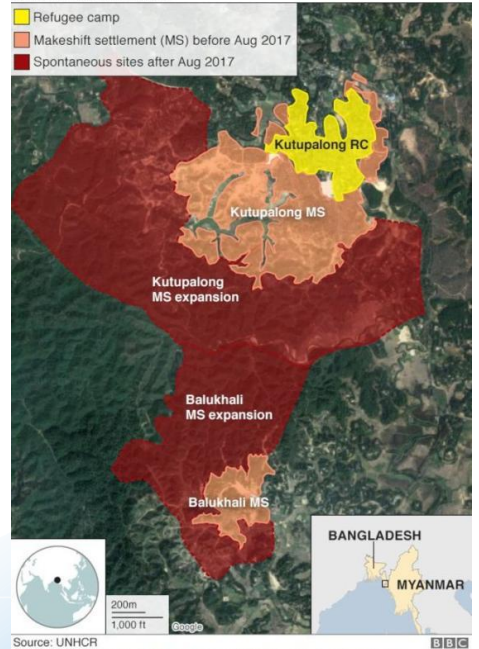 Refugee camp
Makeshift settlement (MS) before Aug 2017
Spontaneous sites after Aug 2017
Kutupalong RC
Kutupalong MS
Kutupalong
MS expansion
Balukhali
MS expansion
Balukhali MS
BANGLADESH
MYANMAR
200m
1,000 ft
Google
Source: UNHCR
BBC